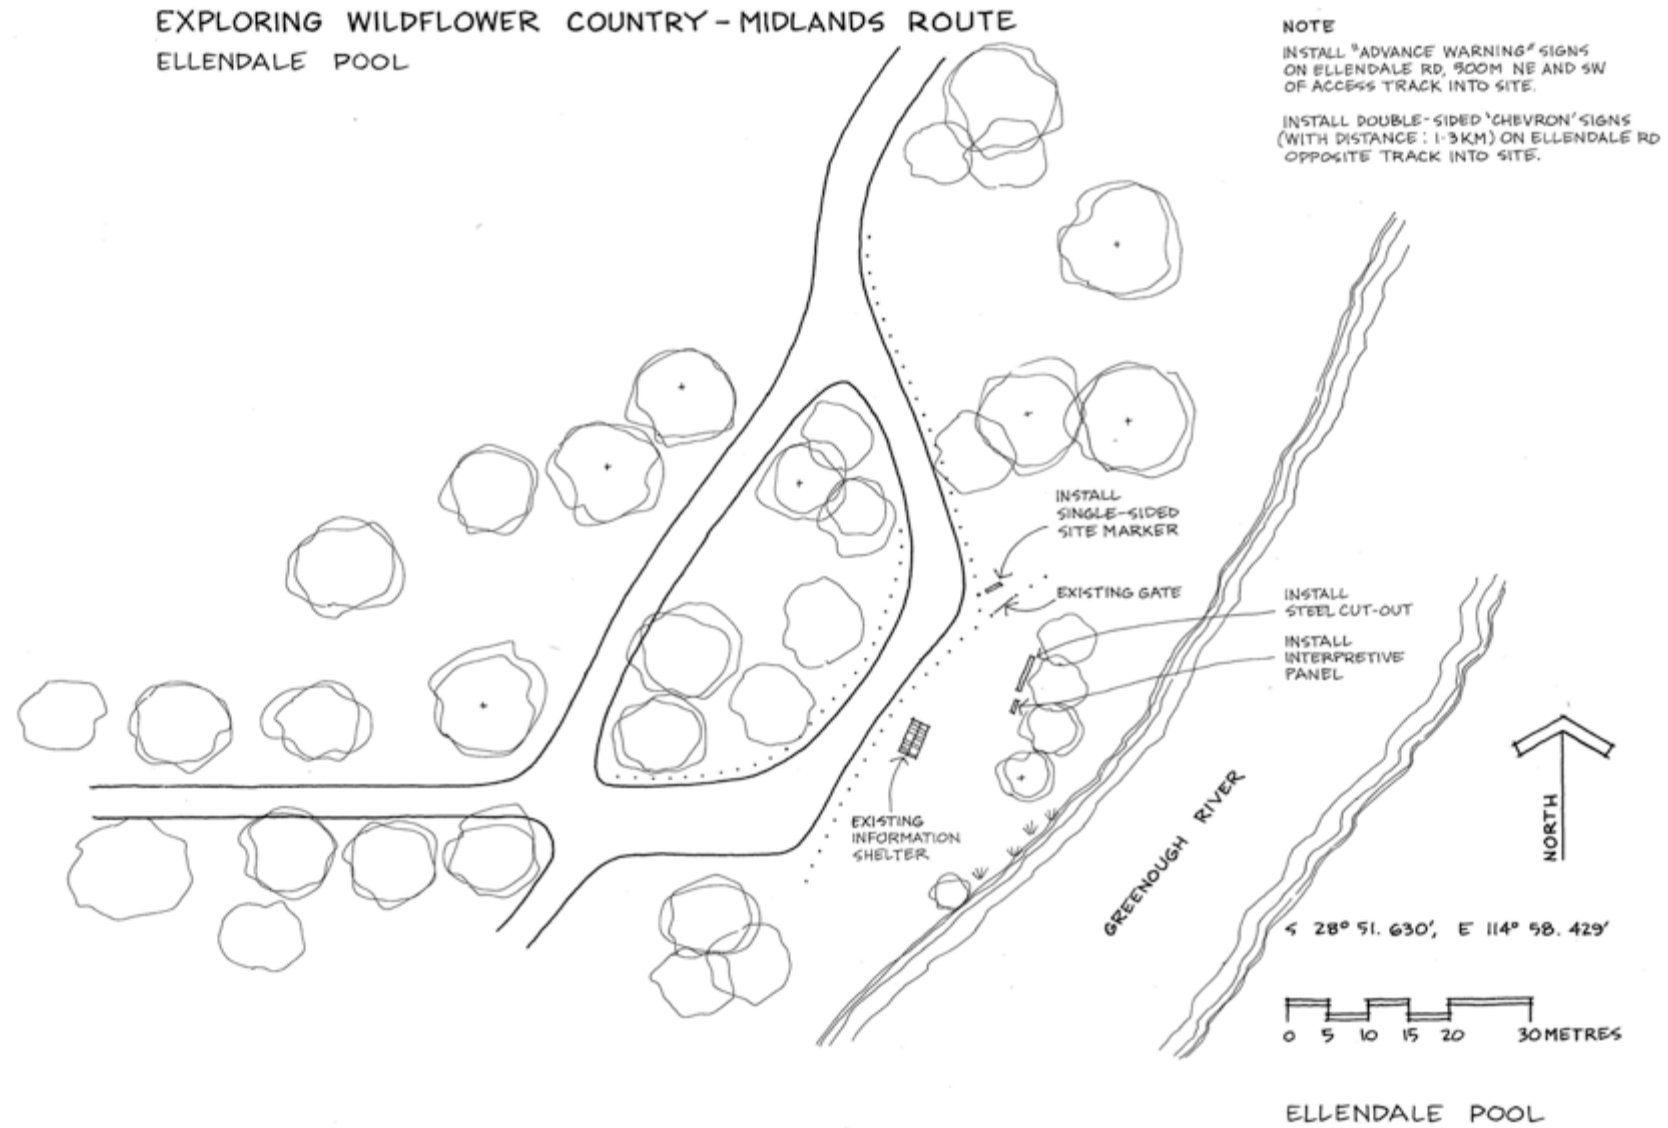 EXPLORING WILDFLOWER COUNTRY - MIDLANDS ROUTE
ELLENDALE POOL
NOTE
INSTALL "ADVANCE WARNING" SIGNS
ON ELLENDALE RD, 500M NE AND SW
OF ACCESS TRACK INTO SITE.
INSTALL DOUBLE-SIDED 'CHEVRON' SIGNS
(WITH DISTANCE: 1.3KM) ON ELLENDALE RD
OPPOSITE TRACK INTO SITE.
INSTALL
SINGLE-SIDED
SITE MARKER
EXISTING GATE
INSTALL
STEEL CUT-OUT
INSTALL
INTERPRETIVE
PANEL
EXISTING
INFORMATION
SHELTER
GREENOUGH RIVER
NORTH
S 28° 51. 630', E 114° 58. 429'
0 5 10 15 20 30 METRES
ELLENDALE POOL